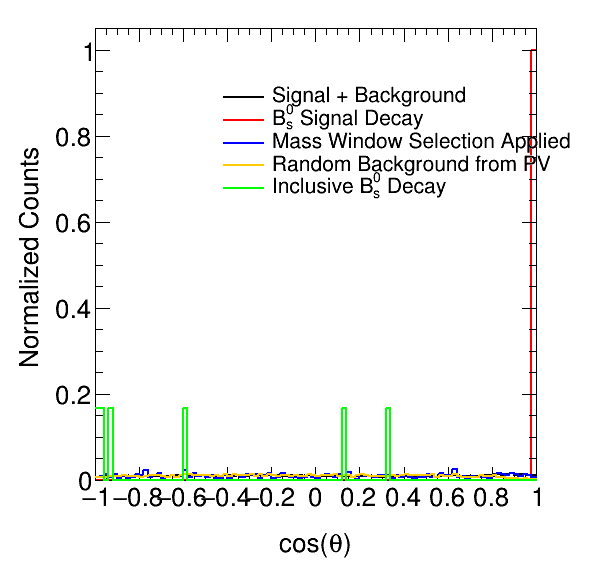 1
Signal + Background
B⁰ₛ Signal Decay
0.8
Mass Window Selection Applied
Random Background from PV
Inclusive B⁰ₛ Decay
0.6
Normalized Counts
0.4
0.2
0
−1 −0.8 −0.6 −0.4 −0.2 0 0.2 0.4 0.6 0.8 1
cos(θ)